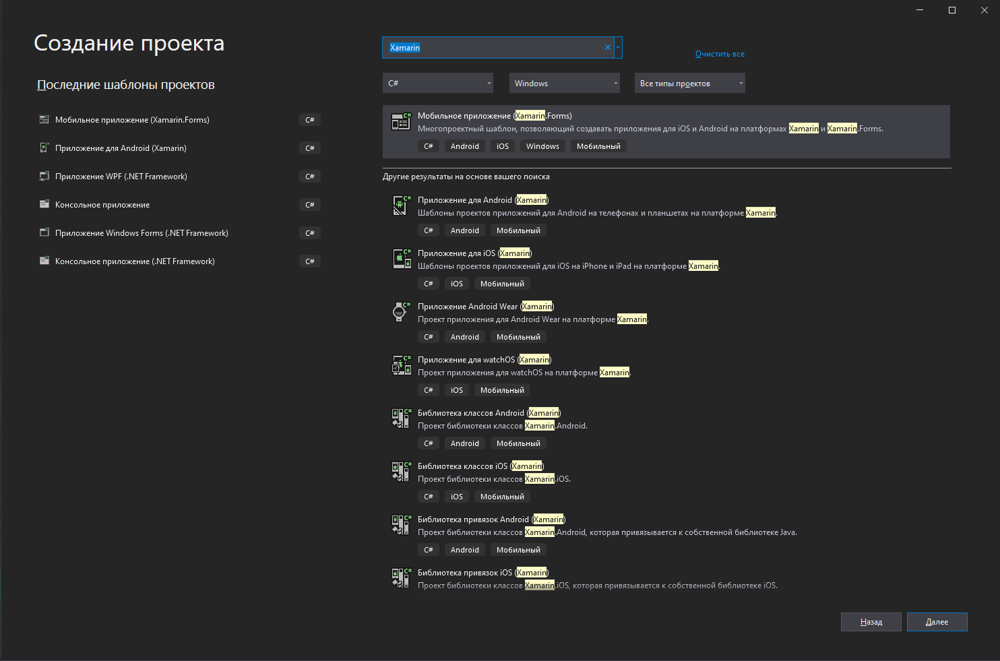 Создание проекта
Последние шаблоны проектов
Мобильное приложение (Xamarin.Forms) C#
Приложение для Android (Xamarin) C#
Приложение WPF (.NET Framework) C#
Консольное приложение C#
Приложение Windows Forms (.NET Framework) C#
Консольное приложение (.NET Framework) C#
Xamarin
Очистить все
C# Windows Все типы проектов
Мобильное приложение (Xamarin.Forms)
Многопроектный шаблон, позволяющий создавать приложения для iOS и Android на платформах Xamarin и Xamarin.Forms.
C# Android iOS Windows Мобильный
Другие результаты на основе вашего поиска
Приложение для Android (Xamarin)
Шаблоны проектов приложений для Android на телефонах и планшетах на платформе Xamarin.
C# Android Мобильный
Приложение для iOS (Xamarin)
Шаблоны проектов приложений для iOS на iPhone и iPad на платформе Xamarin.
C# iOS Мобильный
Приложение Android Wear (Xamarin)
Проект приложения для Android Wear на платформе Xamarin.
C# Android Мобильный
Приложение для watchOS (Xamarin)
Проект приложения для watchOS на платформе Xamarin.
C# iOS Мобильный
Библиотека классов Android (Xamarin)
Проект библиотеки классов Xamarin.Android.
C# Android Мобильный
Библиотека классов iOS (Xamarin)
Проект библиотеки классов Xamarin.iOS.
C# iOS Мобильный
Библиотека привязок Android (Xamarin)
Проект библиотеки классов Xamarin.Android, которая привязывается к собственной библиотеке Java.
C# Android Мобильный
Библиотека привязок iOS (Xamarin)
Проект библиотеки классов Xamarin.iOS, которая привязывается к собственной библиотеке iOS.
Назад Далее